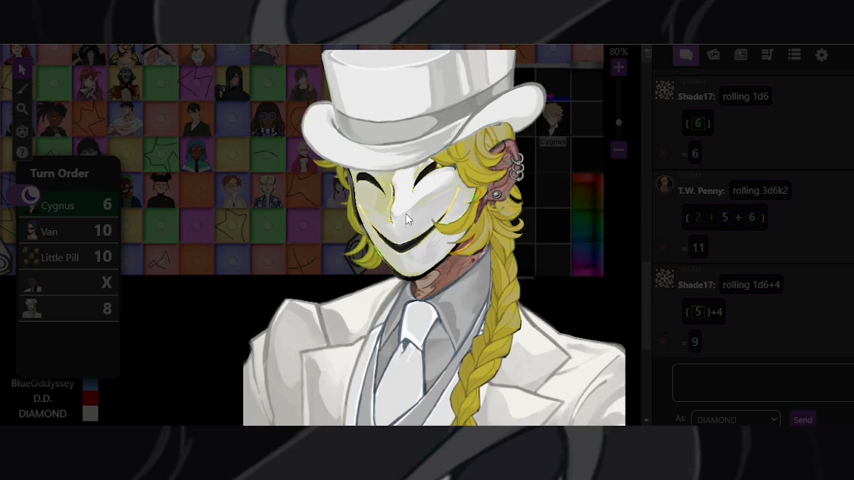 80%
Shade17: rolling 1d6
( 6 )
= 6
T.W. Penny: rolling 3d6k2
( 2 + 5 + 6 )
= 11
Shade17: rolling 1d6+4
( 5 )+4
= 9
As: DIAMOND
Send
Turn Order
Cygnus 6
Van 10
Little Pill 10
X
8
BlueOddyssey
D.D.
DIAMOND
Cygnus